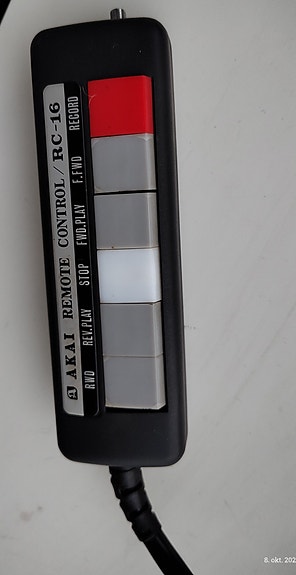 AKAI REMOTE CONTROL / RC-16
RWD REV.PLAY STOP FWD.PLAY F.FWD RECORD
8. okt. 202